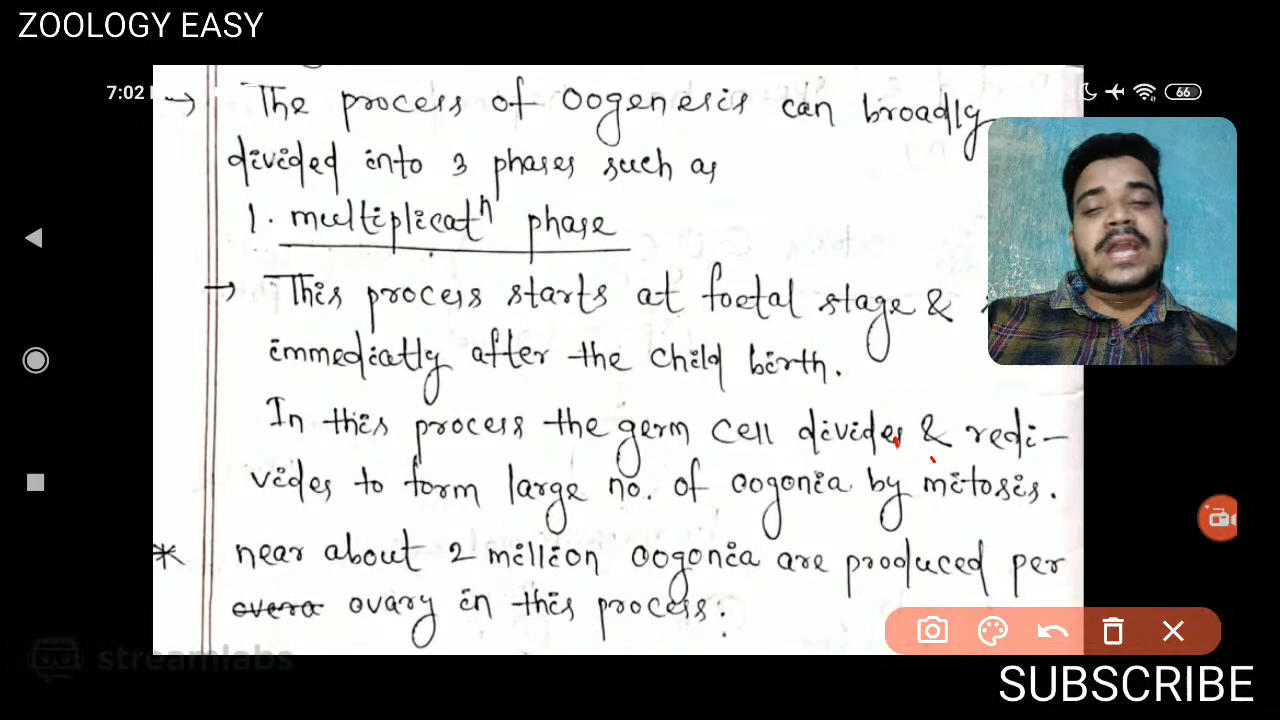 ZOOLOGY EASY
7:02
66
→ The process of oogenesis can broadly
divided into 3 phases such as
1. multiplicatⁿ phase
→ This process starts at foetal stage &
immediatly after the child birth.
In this process the germ cell divides & redi-
vides to form large no. of oogonia by mitosis.
* near about 2 million oogonia are produced per
overa ovary in this process.
streamlabs
SUBSCRIBE